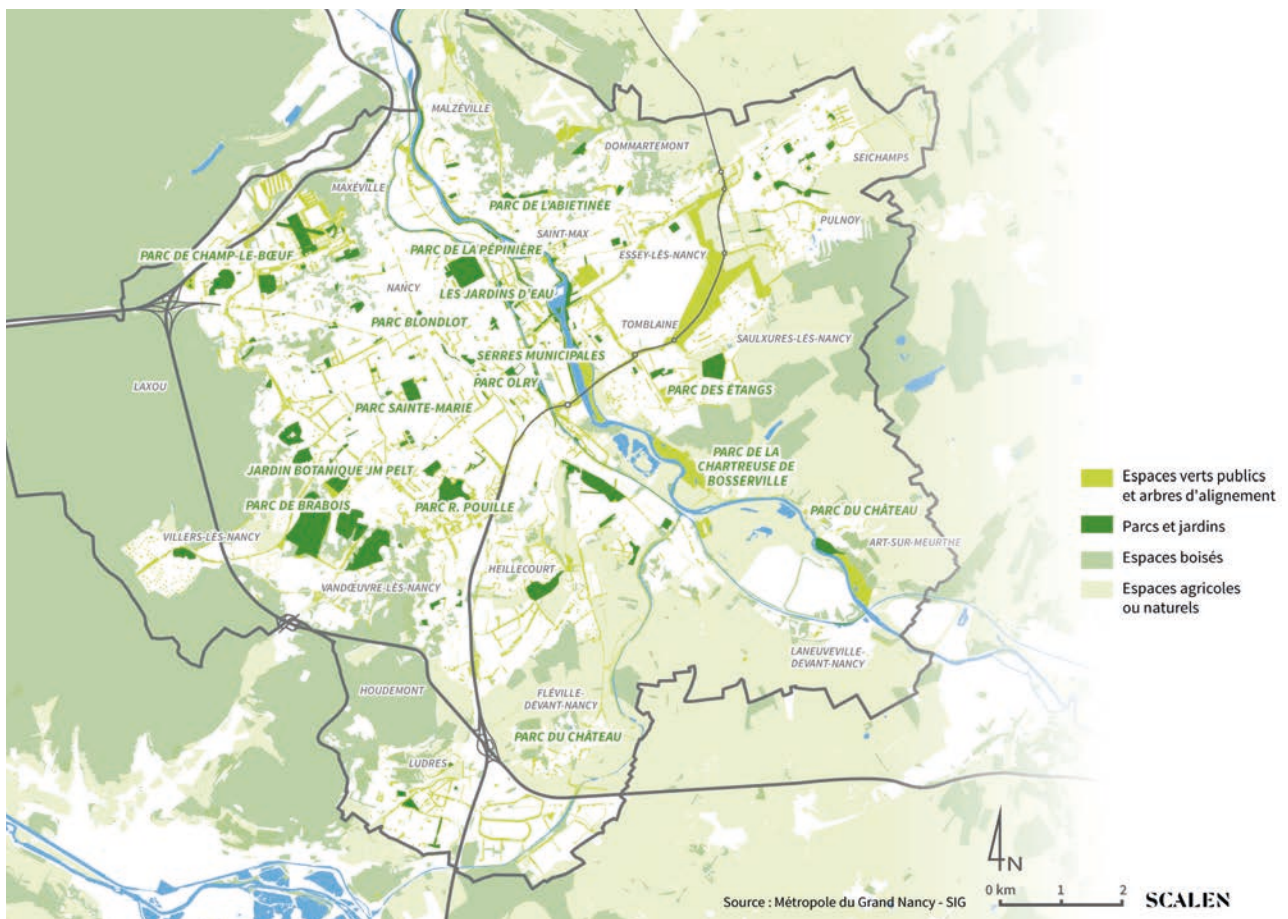 MALZÉVILLE
DOMMARTEMONT
SEICHAMPS
MAXÉVILLE
PARC DE L'ABIETINÉE
PULNOY
SAINT-MAX
PARC DE CHAMP-LE-BŒUF
PARC DE LA PÉPINIÈRE
ESSEY-LÈS-NANCY
NANCY
LES JARDINS D'EAU
PARC BLONDLOT
TOMBLAINE
SAULXURES-LÈS-NANCY
SERRES MUNICIPALES
LAXOU
PARC OLRY
PARC DES ÉTANGS
PARC SAINTE-MARIE
PARC DE LA
CHARTREUSE DE
BOSSERVILLE
JARDIN BOTANIQUE JM PELT
PARC DE BRABOIS
PARC R. POUILLE
PARC DU CHÂTEAU
VILLERS-LÈS-NANCY
ART-SUR-MEURTHE
HEILLECOURT
VANDŒUVRE-LÈS-NANCY
LANEUVEVILLE-
DEVANT-NANCY
HOUDEMONT
FLÉVILLE-
DEVANT-NANCY
PARC DU CHÂTEAU
LUDRES
Espaces verts publics
et arbres d'alignement
Parcs et jardins
Espaces boisés
Espaces agricoles
ou naturels
N
0 km 1 2
Source : Métropole du Grand Nancy - SIG
SCALEN